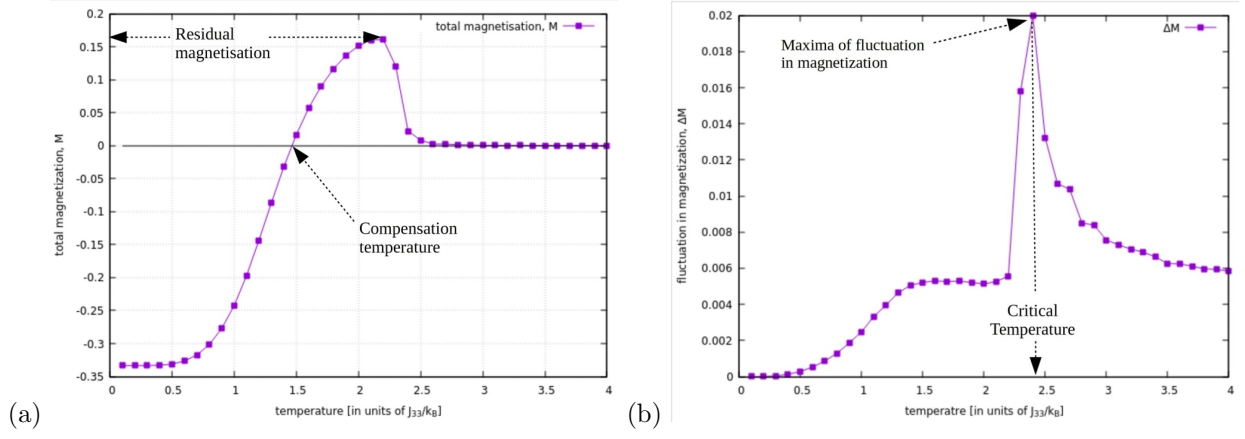 total magnetisation, M
Residual
magnetisation
Compensation
temperature
total magnetization, M
0.2
0.15
0.1
0.05
0
-0.05
-0.1
-0.15
-0.2
-0.25
-0.3
-0.35
0
0.5
1
1.5
2
2.5
3
3.5
4
temperature [in units of J₃₃/k_B]
(a)
ΔM
Maxima of fluctuation
in magnetization
Critical
Temperature
fluctuation in magnetization, ΔM
0.02
0.018
0.016
0.014
0.012
0.01
0.008
0.006
0.004
0.002
0
0
0.5
1
1.5
2
2.5
3
3.5
4
temperatre [in units of J₃₃/k_B]
(b)